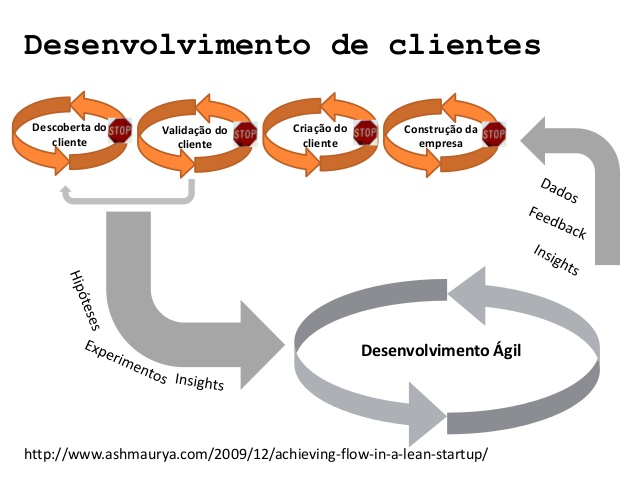 Desenvolvimento de clientes
Descoberta do
cliente
STOP
Validação do
cliente
STOP
Criação do
cliente
STOP
Construção da
empresa
STOP
Dados
Feedback
Insights
Hipóteses
Experimentos
Insights
Desenvolvimento Ágil
http://www.ashmaurya.com/2009/12/achieving-flow-in-a-lean-startup/